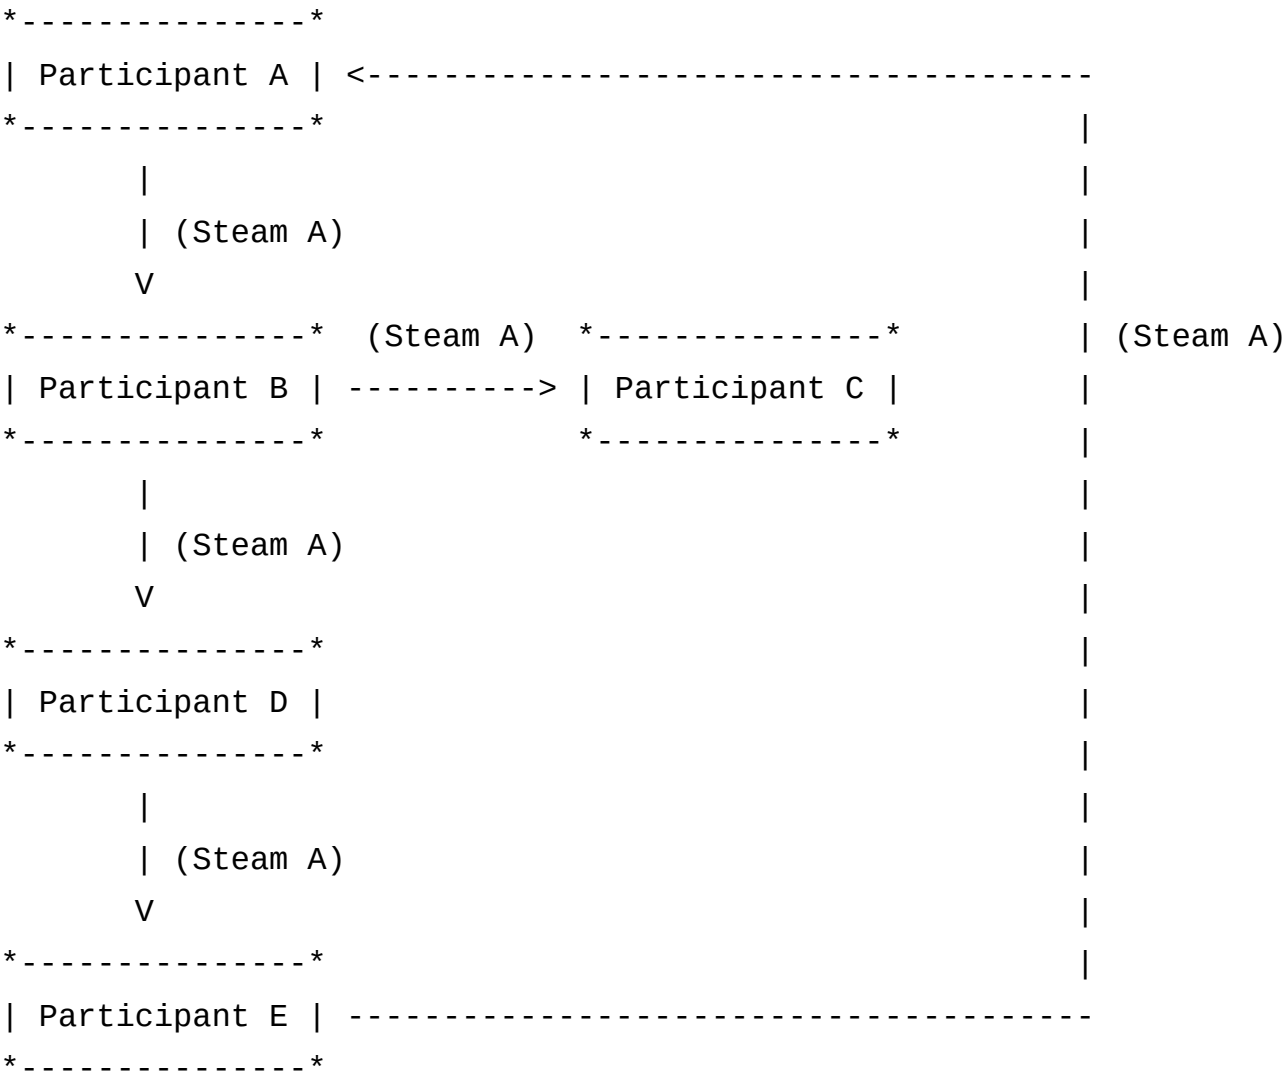 *---------------*
| Participant A | <---------------------------------------
*---------------*                                       |
       |                                                |
       | (Steam A)                                      |
       V                                                |
*---------------*  (Steam A)  *---------------*         | (Steam A)
| Participant B | ----------> | Participant C |         |
*---------------*             *---------------*         |
       |                                                |
       | (Steam A)                                      |
       V                                                |
*---------------*                                       |
| Participant D |                                       |
*---------------*                                       |
       |                                                |
       | (Steam A)                                      |
       V                                                |
*---------------*                                       |
| Participant E | ---------------------------------------
*---------------*